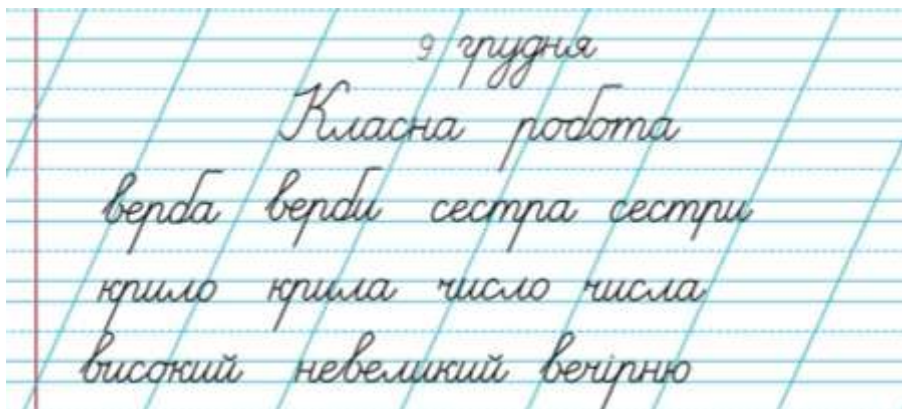 9 грудня
Класна робота
верба верби сестра сестри
крило крила число числа
високий невеликий вечірню